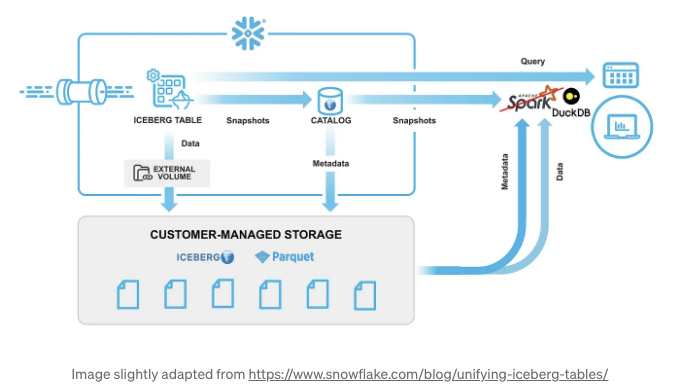 Query
APACHE
Spark
DuckDB
ICEBERG TABLE
Snapshots
CATALOG
Snapshots
Data
EXTERNAL
VOLUME
Metadata
Metadata
Data
CUSTOMER-MANAGED STORAGE
ICEBERG
Parquet
Image slightly adapted from https://www.snowflake.com/blog/unifying-iceberg-tables/